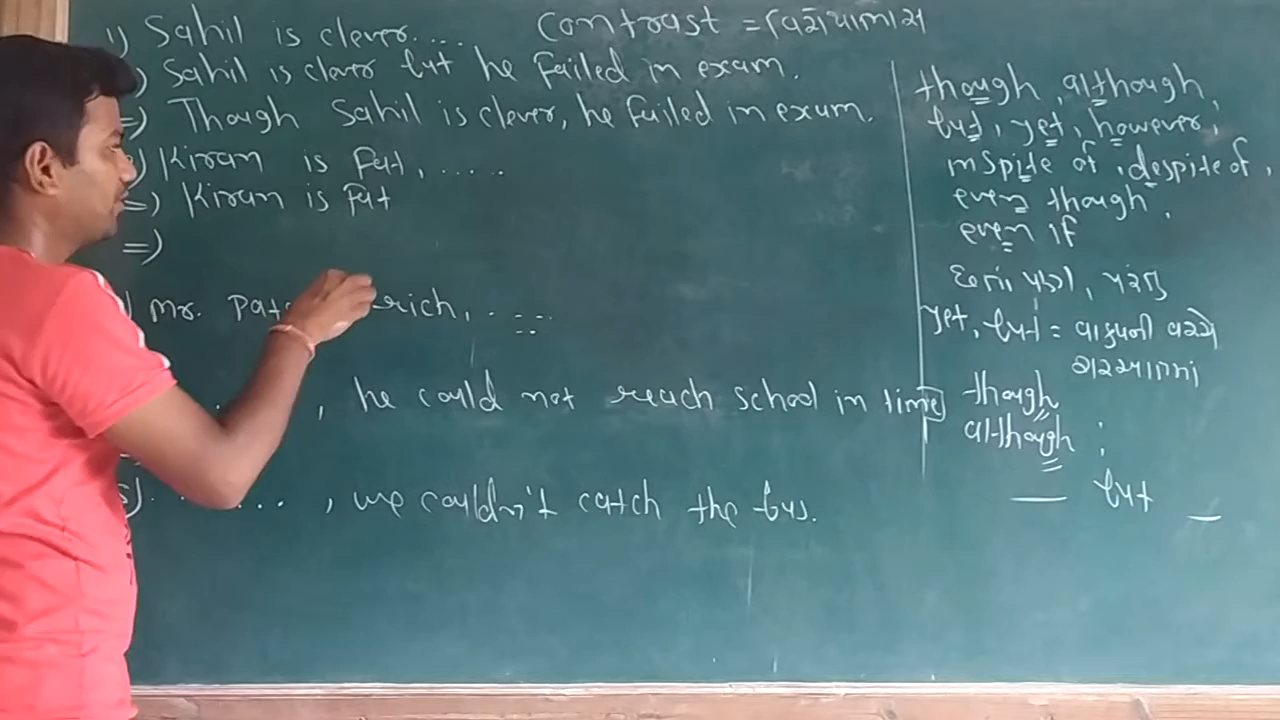 1) Sahil is clever.... Contrast = વિરોધાભાસ
=) Sahil is clever but he failed in exam.
=) Though Sahil is clever, he failed in exam.
2) Kiran is fat, .....
=) Kiran is fat
=)
) Mr. Pat rich, . ....
. , he could not reach school in time
5) . . ... , we couldn't catch the bus.
though, although,
but, yet, however,
inspite of, despite of,
even though,
even if
પરંતુ
yet, but = વાક્યની વચ્ચે
though
although ;
— but —